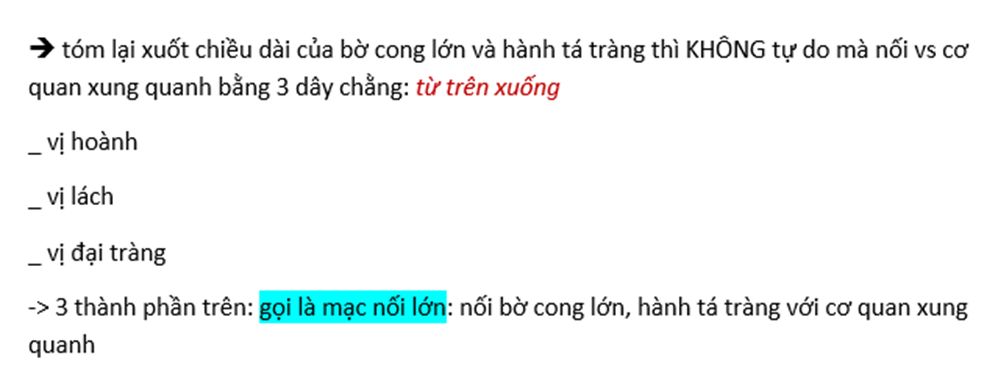 ➔ tóm lại xuốt chiều dài của bờ cong lớn và hành tá tràng thì KHÔNG tự do mà nối vs cơ
quan xung quanh bằng 3 dây chằng: từ trên xuống
_ vị hoành
_ vị lách
_ vị đại tràng
-> 3 thành phần trên: gọi là mạc nối lớn: nối bờ cong lớn, hành tá tràng với cơ quan xung
quanh